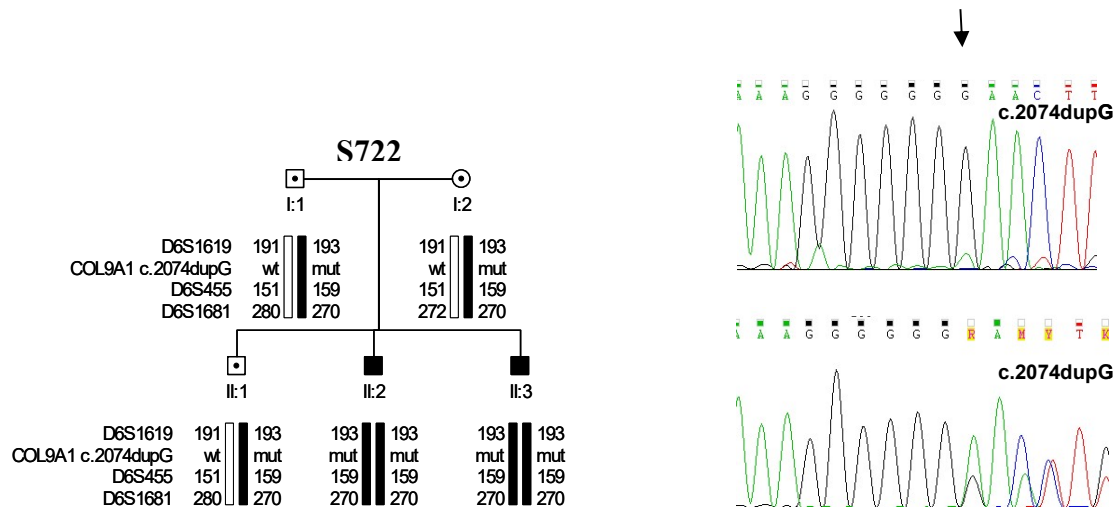 S722
I:1 I:2
D6S1619 191 193 191 193
COL9A1 c.2074dupG wt mut wt mut
D6S455 151 159 151 159
D6S1681 280 270 272 270
II:1 II:2 II:3
D6S1619 191 193 193 193 193 193
COL9A1 c.2074dupG wt mut mut mut mut mut
D6S455 151 159 159 159 159 159
D6S1681 280 270 270 270 270 270
A A A G G G G G G G A A C T T
c.2074dupG
A A A G G G G G G R A M Y T K
c.2074dupG